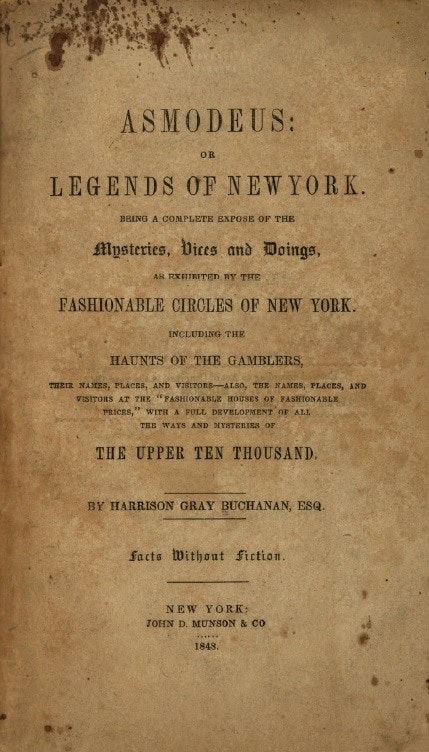 ASMODEUS:
OR
LEGENDS OF NEW YORK.
BEING A COMPLETE EXPOSE OF THE
Mysteries, Vices and Doings,
AS EXHIBITED BY THE
FASHIONABLE CIRCLES OF NEW YORK.
INCLUDING THE
HAUNTS OF THE GAMBLERS,
THEIR NAMES, PLACES, AND VISITORS—ALSO, THE NAMES, PLACES, AND
VISITORS AT THE "FASHIONABLE HOUSES OF FASHIONABLE
PRICES," WITH A FULL DEVELOPMENT OF ALL
THE WAYS AND MYSTERIES OF
THE UPPER TEN THOUSAND.
BY HARRISON GRAY BUCHANAN, ESQ.
Facts Without Fiction.
NEW YORK:
JOHN D. MUNSON & CO
......
1848.